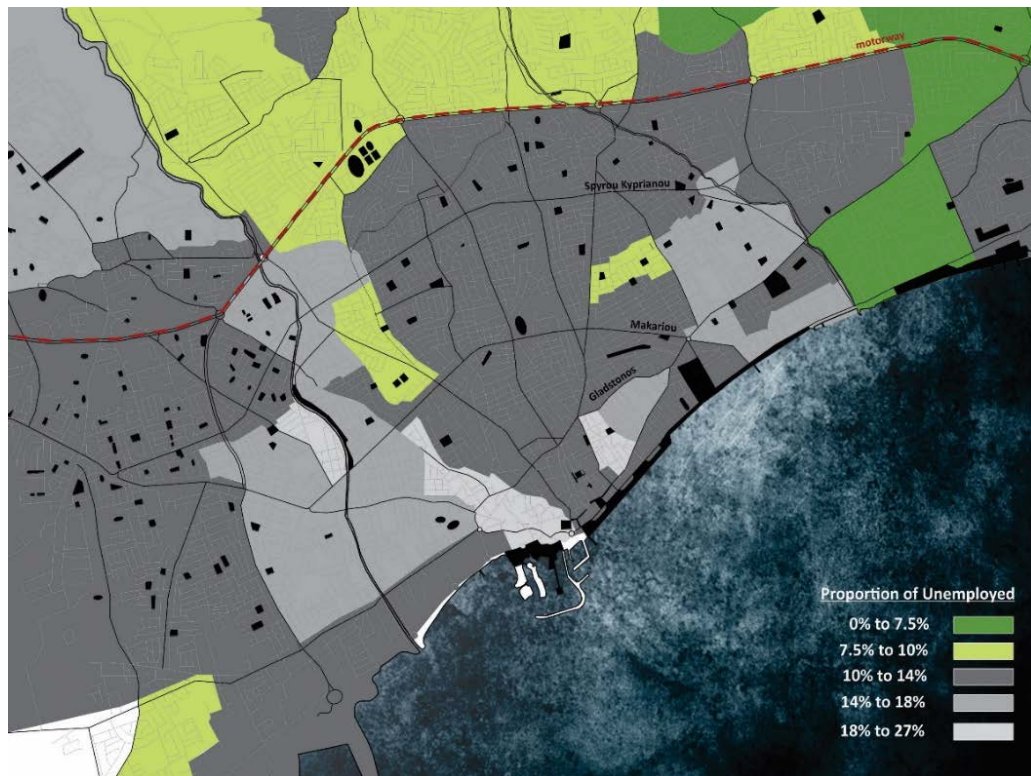 motorway
Spyrou Kyprianou
Makariou
Gladstonos
Proportion of Unemployed
0% to 7.5%
7.5% to 10%
10% to 14%
14% to 18%
18% to 27%